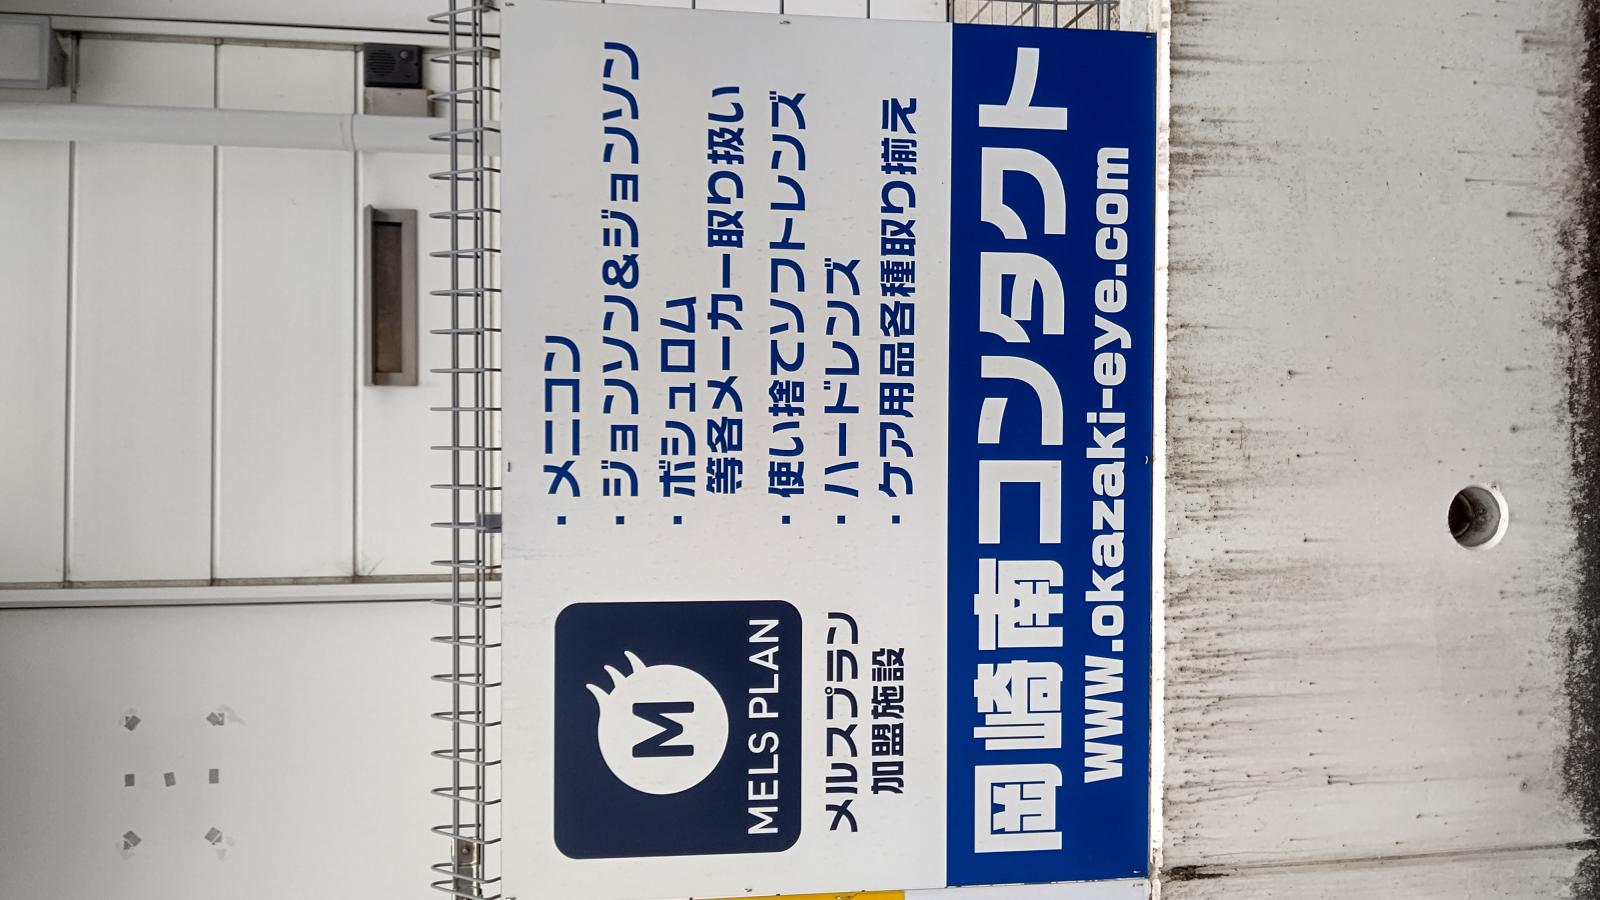 M
MELS PLAN
メルスプラン
加盟施設
・メニコン
・ジョンソン&ジョンソン
・ボシュロム
等各メーカー取り扱い
・使い捨てソフトレンズ
・ハードレンズ
・ケア用品各種取り揃え
岡崎南コンタクト
www.okazaki-eye.com